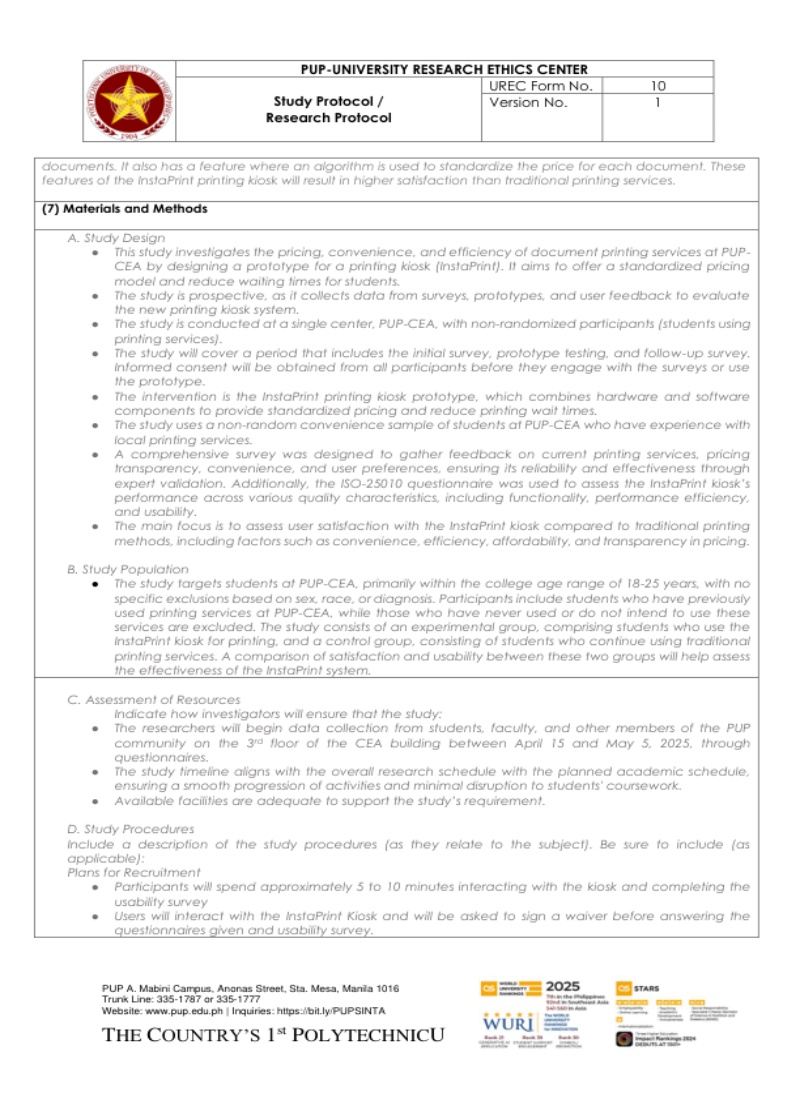 PUP-UNIVERSITY RESEARCH ETHICS CENTER
Study Protocol /
Research Protocol
UREC Form No.
10
Version No.
1
POLYTECHNIC UNIVERSITY OF THE PHILIPPINES
1904
documents. It also has a feature where an algorithm is used to standardize the price for each document. These
features of the InstaPrint printing kiosk will result in higher satisfaction than traditional printing services.
(7) Materials and Methods
A. Study Design
● This study investigates the pricing, convenience, and efficiency of document printing services at PUP-
CEA by designing a prototype for a printing kiosk (InstaPrint). It aims to offer a standardized pricing
model and reduce waiting times for students.
● The study is prospective, as it collects data from surveys, prototypes, and user feedback to evaluate
the new printing kiosk system.
● The study is conducted at a single center, PUP-CEA, with non-randomized participants (students using
printing services).
● The study will cover a period that includes the initial survey, prototype testing, and follow-up survey.
Informed consent will be obtained from all participants before they engage with the surveys or use
the prototype.
● The intervention is the InstaPrint printing kiosk prototype, which combines hardware and software
components to provide standardized pricing and reduce printing wait times.
● The study uses a non-random convenience sample of students at PUP-CEA who have experience with
local printing services.
● A comprehensive survey was designed to gather feedback on current printing services, pricing
transparency, convenience, and user preferences, ensuring its reliability and effectiveness through
expert validation. Additionally, the ISO-25010 questionnaire was used to assess the InstaPrint kiosk's
performance across various quality characteristics, including functionality, performance efficiency,
and usability.
● The main focus is to assess user satisfaction with the InstaPrint kiosk compared to traditional printing
methods, including factors such as convenience, efficiency, affordability, and transparency in pricing.
B. Study Population
● The study targets students at PUP-CEA, primarily within the college age range of 18-25 years, with no
specific exclusions based on sex, race, or diagnosis. Participants include students who have previously
used printing services at PUP-CEA, while those who have never used or do not intend to use these
services are excluded. The study consists of an experimental group, comprising students who use the
InstaPrint kiosk for printing, and a control group, consisting of students who continue using traditional
printing services. A comparison of satisfaction and usability between these two groups will help assess
the effectiveness of the InstaPrint system.
C. Assessment of Resources
Indicate how investigators will ensure that the study:
● The researchers will begin data collection from students, faculty, and other members of the PUP
community on the 3rd floor of the CEA building between April 15 and May 5, 2025, through
questionnaires.
● The study timeline aligns with the overall research schedule with the planned academic schedule,
ensuring a smooth progression of activities and minimal disruption to students' coursework.
● Available facilities are adequate to support the study's requirement.
D. Study Procedures
Include a description of the study procedures (as they relate to the subject). Be sure to include (as
applicable):
Plans for Recruitment
● Participants will spend approximately 5 to 10 minutes interacting with the kiosk and completing the
usability survey
● Users will interact with the InstaPrint Kiosk and will be asked to sign a waiver before answering the
questionnaires given and usability survey.
PUP A. Mabini Campus, Anonas Street, Sta. Mesa, Manila 1016
Trunk Line: 335-1787 or 335-1777
Website: www.pup.edu.ph | Inquiries: https://bit.ly/PUPSINTA
THE COUNTRY'S 1st POLYTECHNICU
QS WORLD UNIVERSITY RANKINGS
2025
7th in the Philippines
92nd in Southeast Asia
WURI
THE WORLD
UNIVERSITY
RANKINGS
QS STARS
Impact Rankings 2024